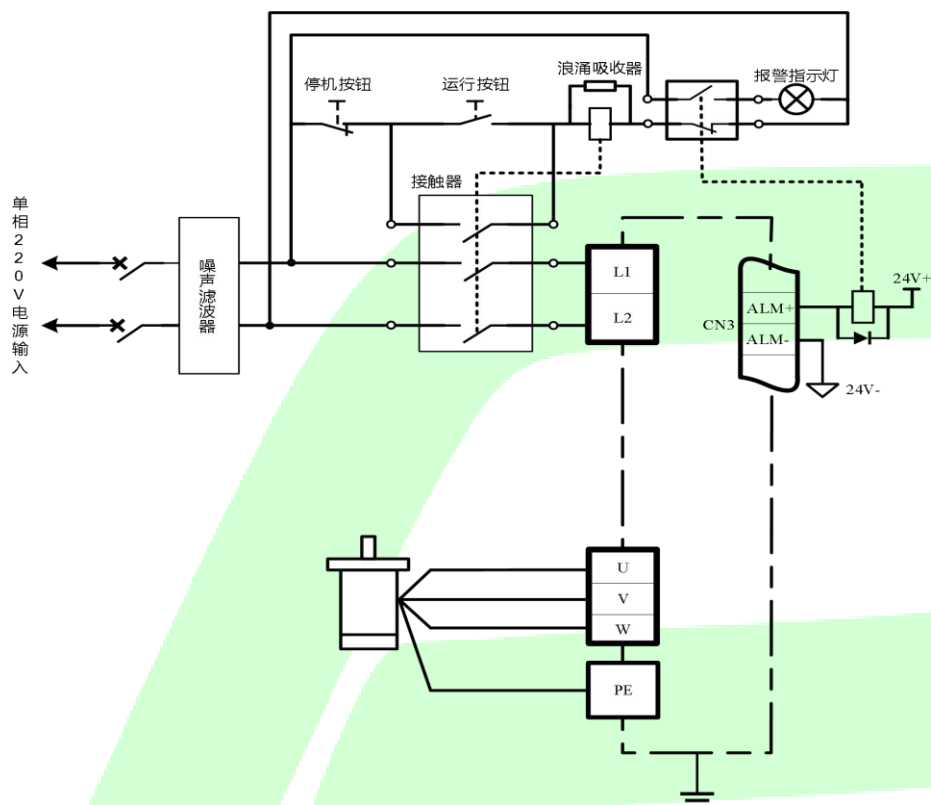 浪涌吸收器
停机按钮
运行按钮
报警指示灯
接触器
单相220V电源输入
噪声滤波器
L1
L2
CN3
ALM+
ALM-
24V+
24V-
U
V
W
PE